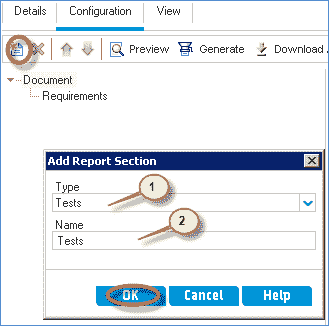 Details Configuration View
Preview Generate Download
Document
Requirements
Add Report Section
Type
Tests
1
Name
Tests
2
OK Cancel Help